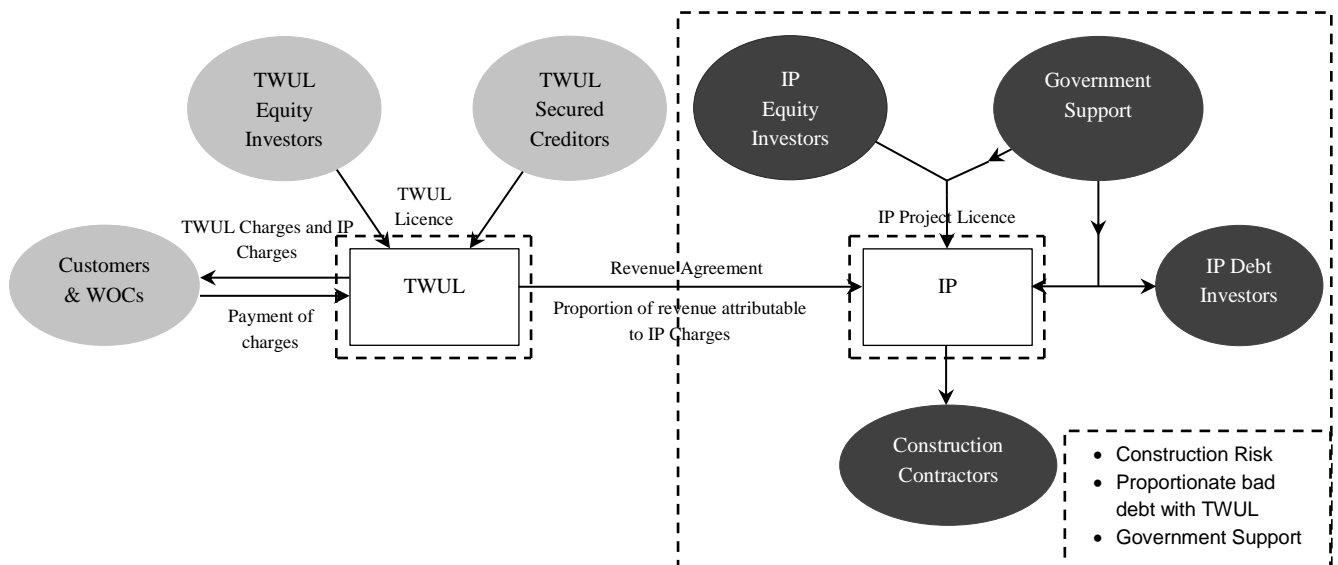 TWUL
Equity
Investors
TWUL
Secured
Creditors
IP
Equity
Investors
Government
Support
TWUL
Licence
TWUL Charges and IP
Charges
Customers
& WOCs
Payment of
charges
TWUL
Revenue Agreement
Proportion of revenue attributable
to IP Charges
IP Project Licence
IP
IP Debt
Investors
Construction
Contractors
• Construction Risk
• Proportionate bad
debt with TWUL
• Government Support